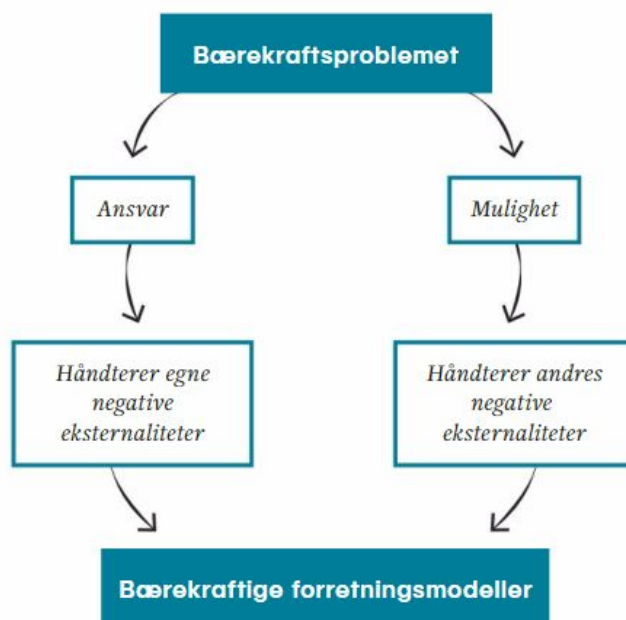 Bærekraftsproblemet
Ansvar
Mulighet
Håndterer egne
negative
eksternaliteter
Håndterer andres
negative
eksternaliteter
Bærekraftige forretningsmodeller